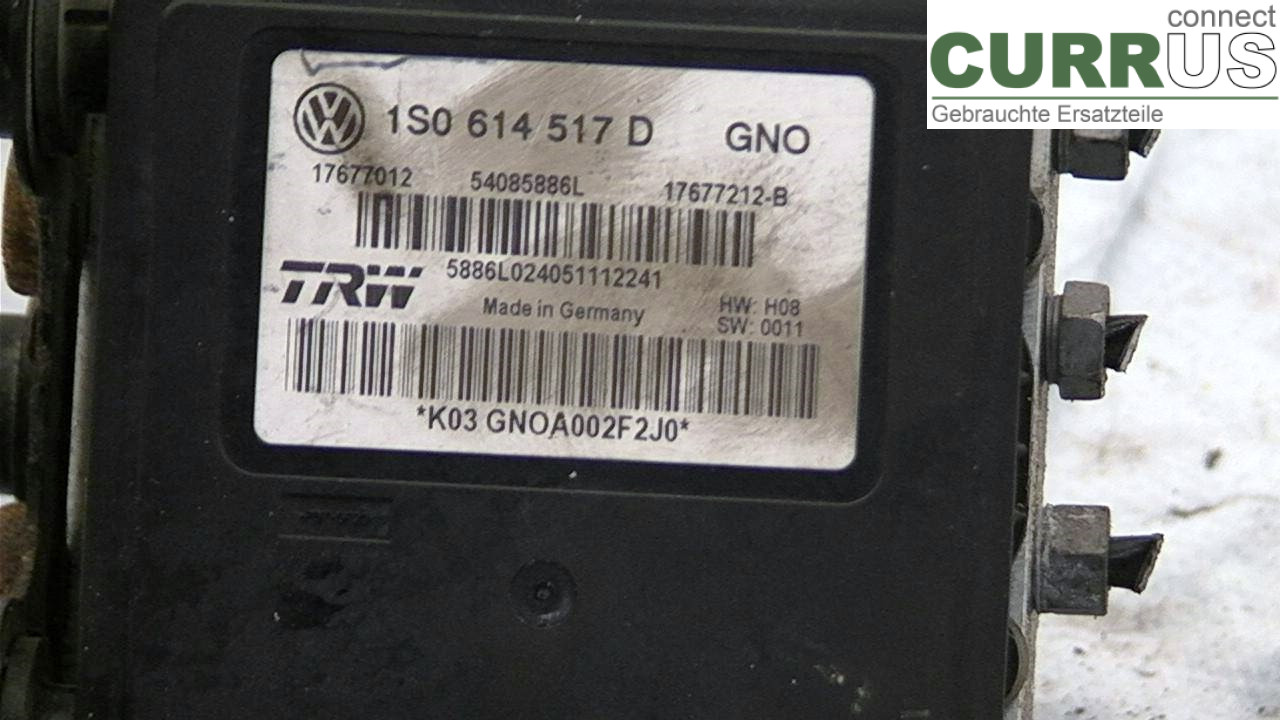 connect
CURRUS
Gebrauchte Ersatzteile
1S0 614 517 D GNO
17677012 54085886L 17677212-B
5886L024051112241
TRW
Made in Germany
HW: H08
SW: 0011
*K03 GNOA002F2J0*